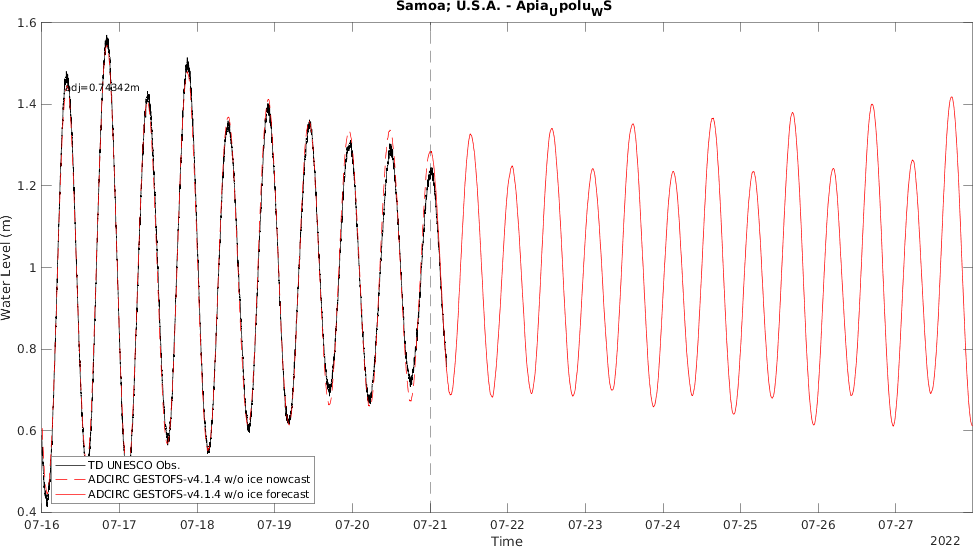 Samoa; U.S.A. - ApiaUpoluWS
1.6
1.4
1.2
1
0.8
0.6
0.4
Water Level (m)
adj=0.74342m
TD UNESCO Obs.
ADCIRC GESTOFS-v4.1.4 w/o ice nowcast
ADCIRC GESTOFS-v4.1.4 w/o ice forecast
07-16 07-17 07-18 07-19 07-20 07-21 07-22 07-23 07-24 07-25 07-26 07-27
Time
2022